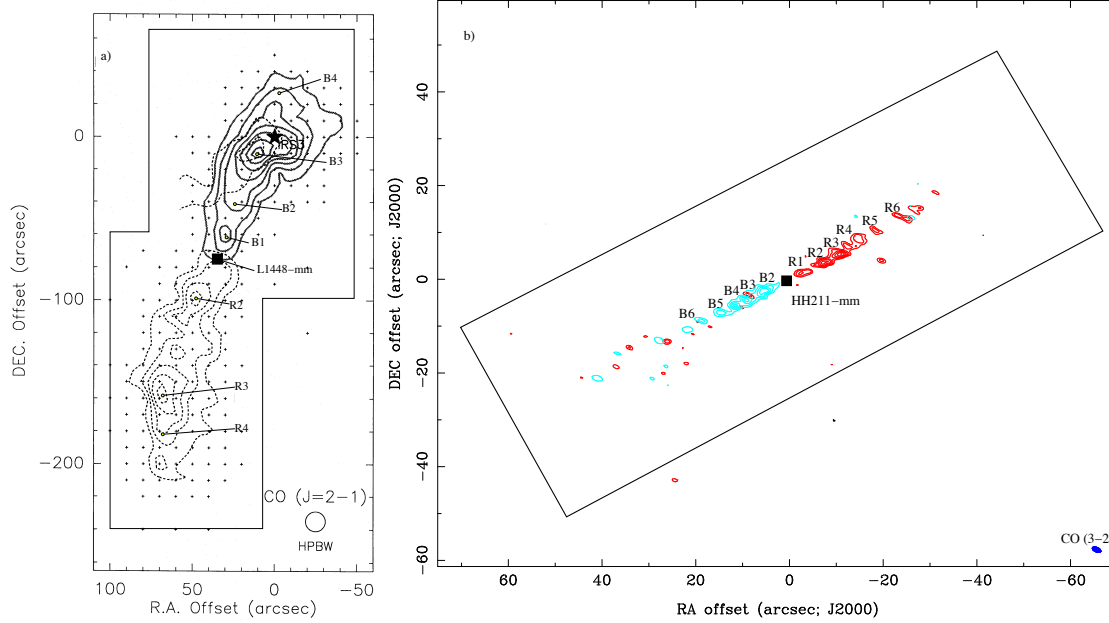 a)
B4
IRS3
B3
B2
B1
L1448-mm
R2
R3
R4
CO (J=2-1)
HPBW
0
-100
-200
100
50
0
-50
DEC. Offset (arcsec)
R.A. Offset (arcsec)
b)
R6
R5
R4
R3
R2
R1
HH211-mm
B2
B3
B4
B5
B6
CO (3-2
40
20
0
-20
-40
-60
60
40
20
0
-20
-40
-60
DEC offset (arcsec; J2000)
RA offset (arcsec; J2000)